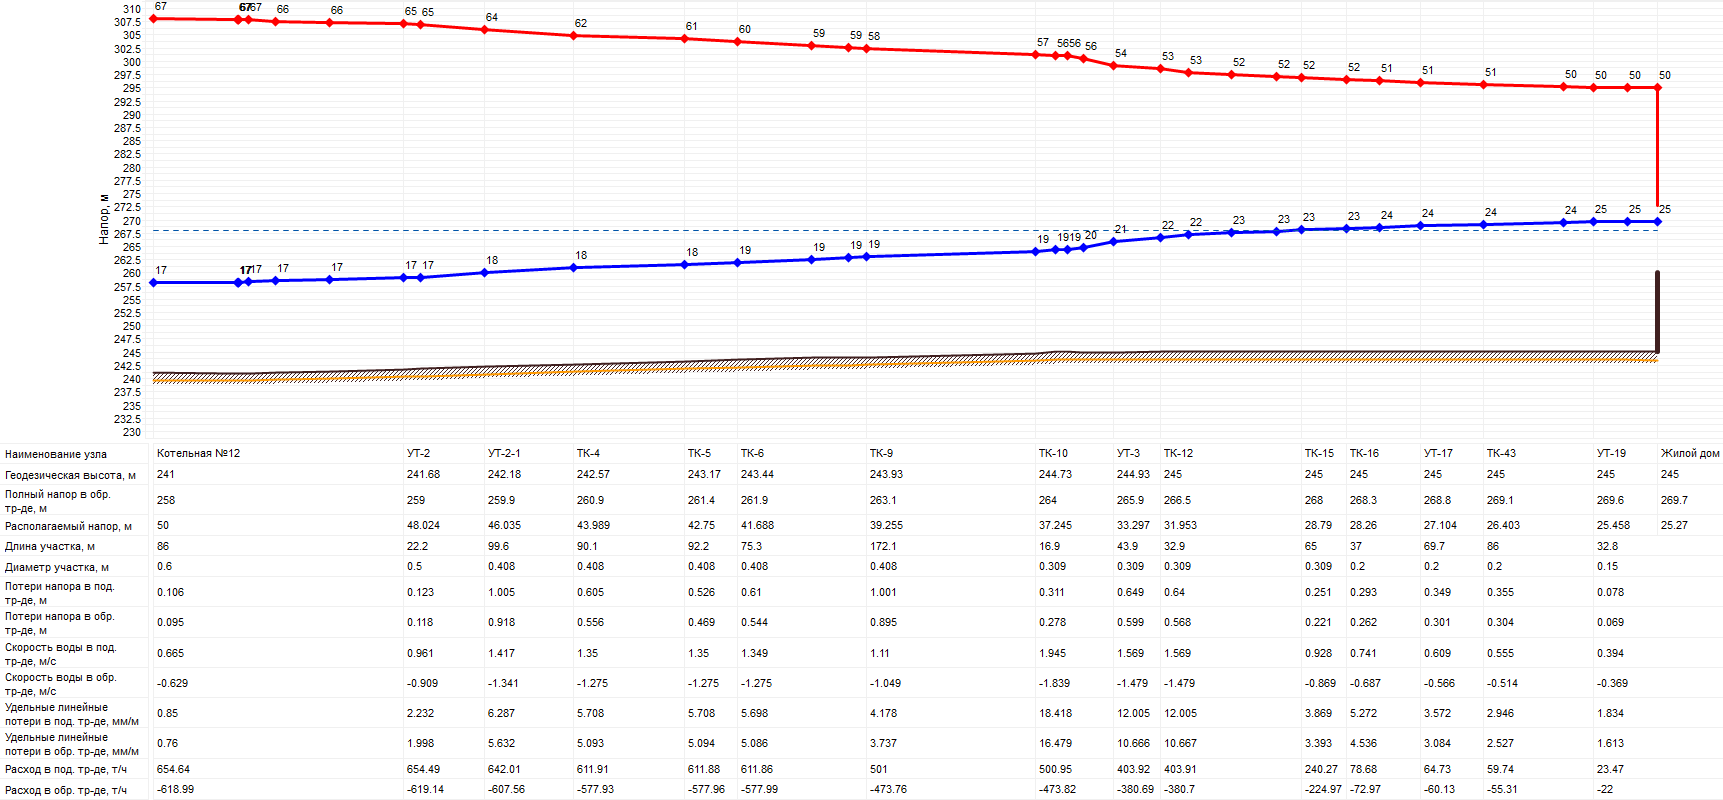 310
307.5
305
302.5
300
297.5
295
292.5
290
287.5
285
282.5
280
277.5
275
272.5
270
267.5
265
262.5
260
257.5
255
252.5
250
247.5
245
242.5
240
237.5
235
232.5
230
Напор, м
67 67 67 66 66 65 65 64 62 61 60 59 59 58 57 56 56 56 54 53 53 52 52 52 52 51 51 51 50 50 50 50
17 17 17 17 17 17 17 18 18 18 19 19 19 19 19 19 19 20 21 22 22 23 23 23 23 24 24 24 24 25 25 25
Наименование узла Котельная №12 УТ-2 УТ-2-1 ТК-4 ТК-5 ТК-6 ТК-9 ТК-10 УТ-3 ТК-12 ТК-15 ТК-16 УТ-17 ТК-43 УТ-19 Жилой дом
Геодезическая высота, м 241 241.68 242.18 242.57 243.17 243.44 243.93 244.73 244.93 245 245 245 245 245 245 245
Полный напор в обр.
тр-де, м 258 259 259.9 260.9 261.4 261.9 263.1 264 265.9 266.5 268 268.3 268.8 269.1 269.6 269.7
Располагаемый напор, м 50 48.024 46.035 43.989 42.75 41.688 39.255 37.245 33.297 31.953 28.79 28.26 27.104 26.403 25.458 25.27
Длина участка, м 86 22.2 99.6 90.1 92.2 75.3 172.1 16.9 43.9 32.9 65 37 69.7 86 32.8
Диаметр участка, м 0.6 0.5 0.408 0.408 0.408 0.408 0.408 0.309 0.309 0.309 0.309 0.2 0.2 0.2 0.15
Потери напора в под.
тр-де, м 0.106 0.123 1.005 0.605 0.526 0.61 1.001 0.311 0.649 0.64 0.251 0.293 0.349 0.355 0.078
Потери напора в обр.
тр-де, м 0.095 0.118 0.918 0.556 0.469 0.544 0.895 0.278 0.599 0.568 0.221 0.262 0.301 0.304 0.069
Скорость воды в под.
тр-де, м/с 0.665 0.961 1.417 1.35 1.35 1.349 1.11 1.945 1.569 1.569 0.928 0.741 0.609 0.555 0.394
Скорость воды в обр.
тр-де, м/с -0.629 -0.909 -1.341 -1.275 -1.275 -1.275 -1.049 -1.839 -1.479 -1.479 -0.869 -0.687 -0.566 -0.514 -0.369
Удельные линейные
потери в под. тр-де, мм/м 0.85 2.232 6.287 5.708 5.708 5.698 4.178 18.418 12.005 12.005 3.869 5.272 3.572 2.946 1.834
Удельные линейные
потери в обр. тр-де, мм/м 0.76 1.998 5.632 5.093 5.094 5.086 3.737 16.479 10.666 10.667 3.393 4.536 3.084 2.527 1.613
Расход в под. тр-де, т/ч 654.64 654.49 642.01 611.91 611.88 611.86 501 500.95 403.92 403.91 240.27 78.68 64.73 59.74 23.47
Расход в обр. тр-де, т/ч -618.99 -619.14 -607.56 -577.93 -577.96 -577.99 -473.76 -473.82 -380.69 -380.7 -224.97 -72.97 -60.13 -55.31 -22